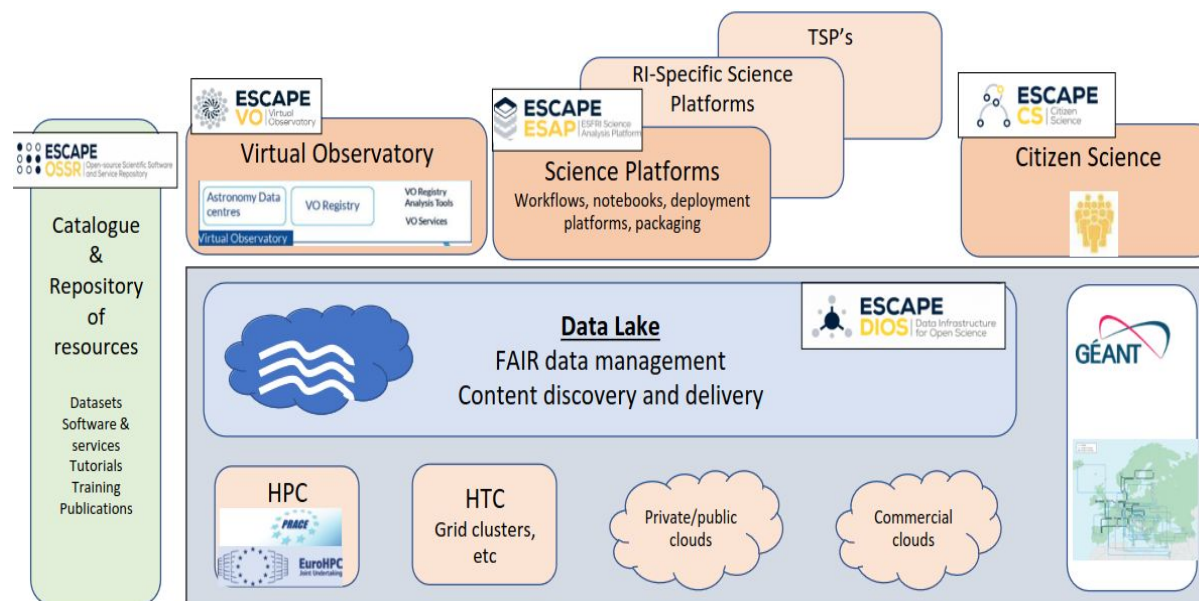 TSP's
RI-Specific Science
Platforms
ESCAPE
VO
Virtual
Observatory
Virtual Observatory
Astronomy Data
centres
VO Registry
VO Registry
Analysis Tools
VO Services
Virtual Observatory
ESCAPE
ESAP
ESFRI Science
Analysis Platform
Science Platforms
Workflows, notebooks, deployment
platforms, packaging
ESCAPE
CS
Citizen
Science
Citizen Science
ESCAPE
OSSR
Open-source Scientific Software
and Service Repository
Catalogue
&
Repository
of
resources
Datasets
Software &
services
Tutorials
Training
Publications
Data Lake
FAIR data management
Content discovery and delivery
ESCAPE
DIOS
Data Infrastructure
for Open Science
GÉANT
HPC
PRACE
EuroHPC
Joint Undertaking
HTC
Grid clusters,
etc
Private/public
clouds
Commercial
clouds